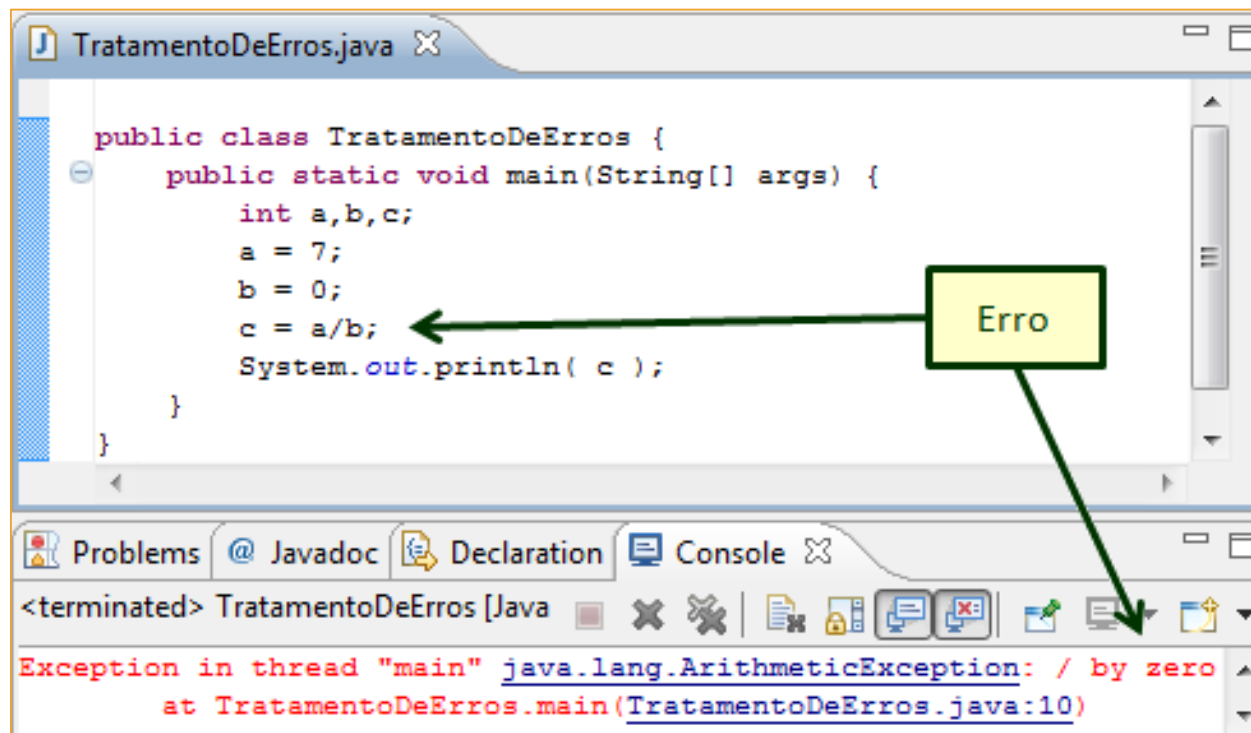 TratamentoDeErros.java
public class TratamentoDeErros {
public static void main(String[] args) {
int a,b,c;
a = 7;
b = 0;
c = a/b;
Erro
System.out.println( c );
}
}
Problems @ Javadoc Declaration Console
<terminated> TratamentoDeErros [Java
Exception in thread "main" java.lang.ArithmeticException: / by zero
at TratamentoDeErros.main(TratamentoDeErros.java:10)